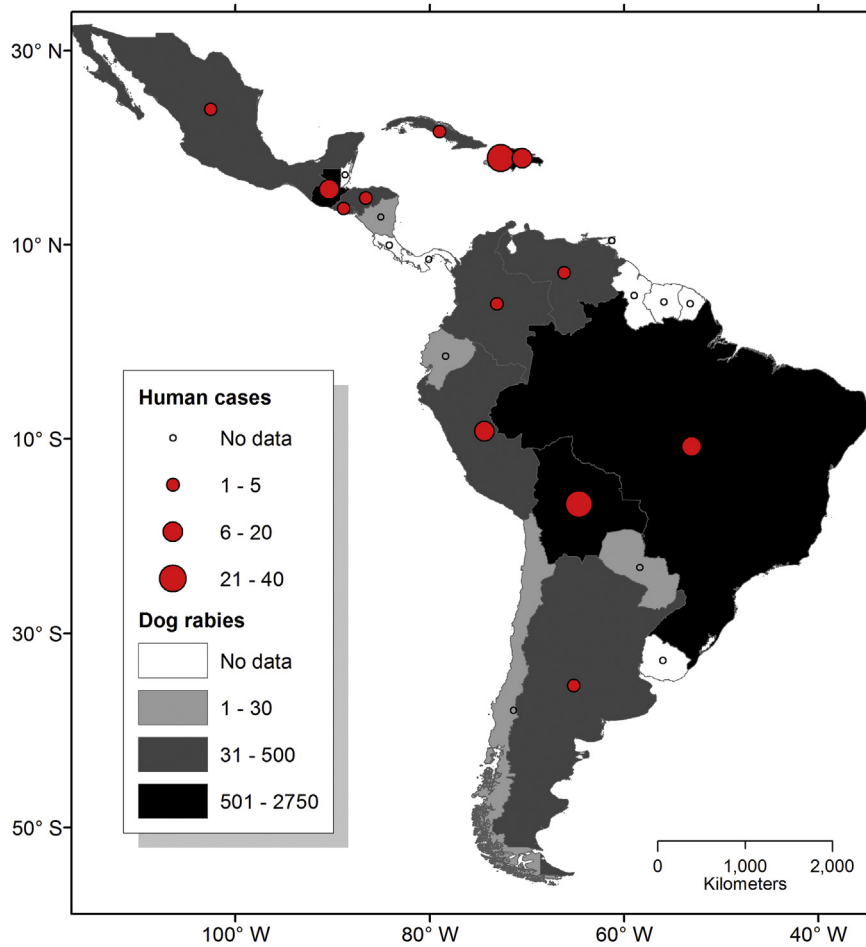 30° N
10° N
10° S
30° S
50° S
Human cases
No data
1 - 5
6 - 20
21 - 40
Dog rabies
No data
1 - 30
31 - 500
501 - 2750
0 1,000 2,000
Kilometers
100° W 80° W 60° W 40° W